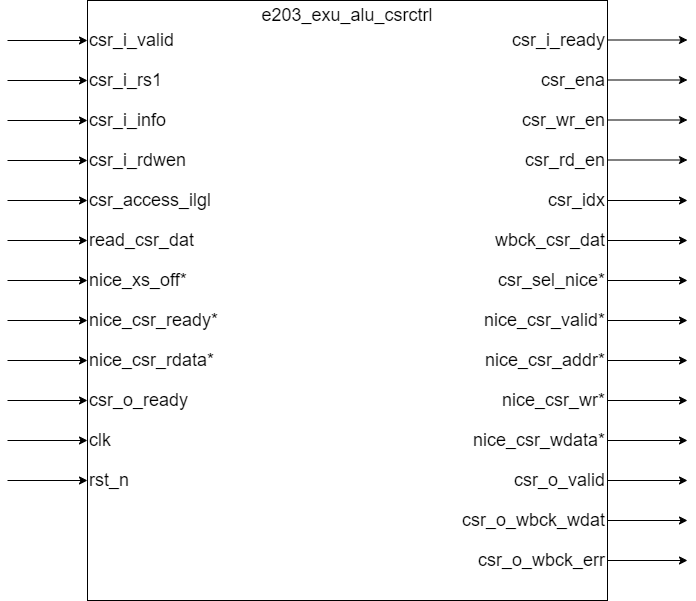 e203_exu_alu_csrctrl
csr_i_valid csr_i_ready
csr_i_rs1 csr_ena
csr_i_info csr_wr_en
csr_i_rdwen csr_rd_en
csr_access_ilgl csr_idx
read_csr_dat wbck_csr_dat
nice_xs_off* csr_sel_nice*
nice_csr_ready* nice_csr_valid*
nice_csr_rdata* nice_csr_addr*
csr_o_ready nice_csr_wr*
clk nice_csr_wdata*
rst_n csr_o_valid
csr_o_wbck_wdat
csr_o_wbck_err